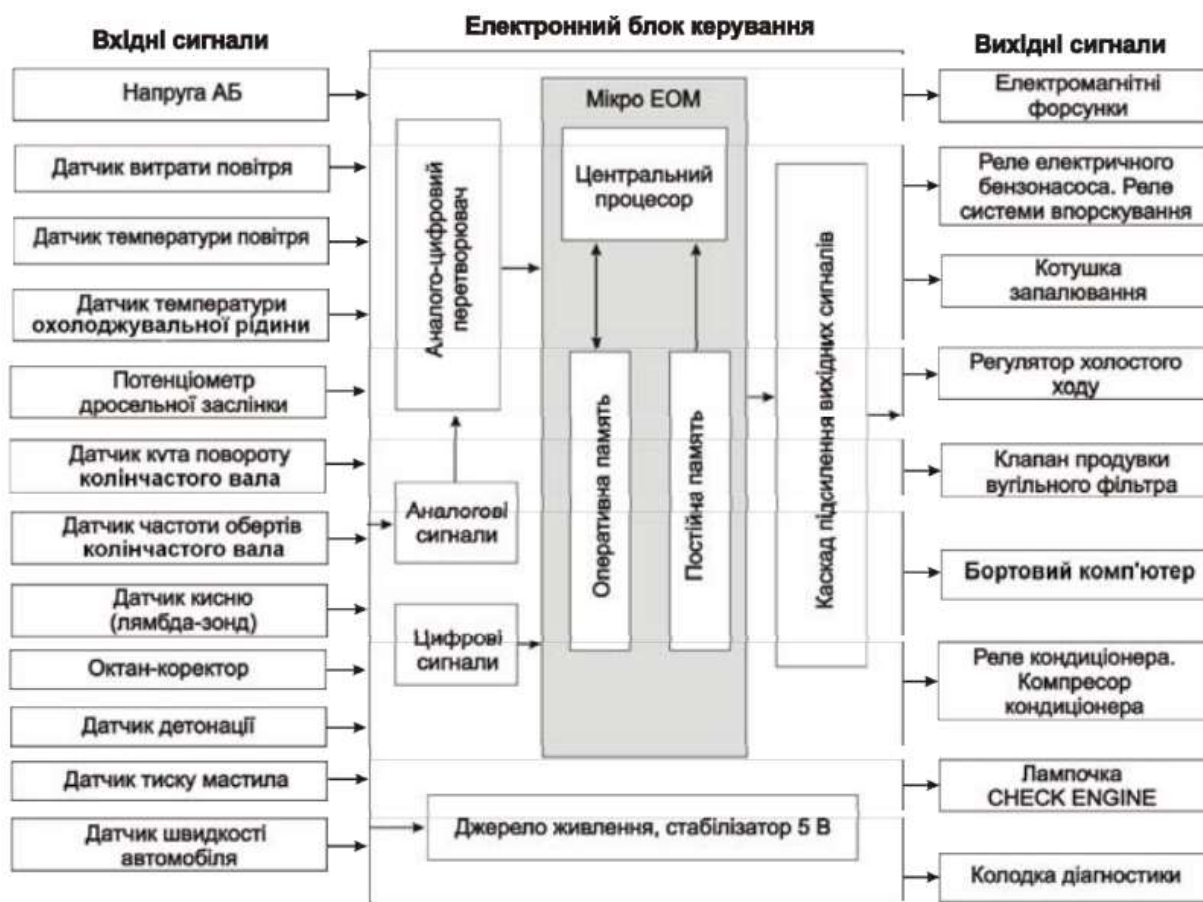 Вхідні сигнали
Напруга АБ
Датчик витрати повітря
Датчик температури повітря
Датчик температури
охолоджувальної рідини
Потенціометр
дросельної заслінки
Датчик кута повороту
колінчастого вала
Датчик частоти обертів
колінчастого вала
Датчик кисню
(лямбда-зонд)
Октан-коректор
Датчик детонації
Датчик тиску мастила
Датчик швидкості
автомобіля
Електронний блок керування
Аналого-цифровий
перетворювач
Аналогові
сигнали
Цифрові
сигнали
Мікро ЕОМ
Центральний
процесор
Оперативна память
Постійна память
Каскад підсилення вихідних сигналів
Джерело живлення, стабілізатор 5 В
Вихідні сигнали
Електромагнітні
форсунки
Реле електричного
бензонасоса. Реле
системи впорскування
Котушка
запалювання
Регулятор холостого
ходу
Клапан продувки
вугільного фільтра
Бортовий комп'ютер
Реле кондиціонера.
Компресор
кондиціонера
Лампочка
CHECK ENGINE
Колодка діагностики